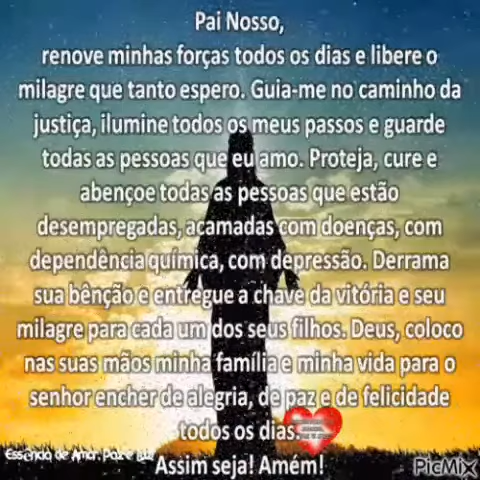 Pai Nosso,
renove minhas forças todos os dias e libere o
milagre que tanto espero. Guia-me no caminho da
justiça, ilumine todos os meus passos e guarde
todas as pessoas que eu amo. Proteja, cure e
abençoe todas as pessoas que estão
desempregadas, acamadas com doenças, com
dependência química, com depressão. Derrama
sua bênção e entregue a chave da vitória e seu
milagre para cada um dos seus filhos. Deus, coloco
nas suas mãos minha família e minha vida para o
senhor encher de alegria, de paz e de felicidade
todos os dias.
Essência de Amor, Paz e Luz
Assim seja! Amém!
PicMix